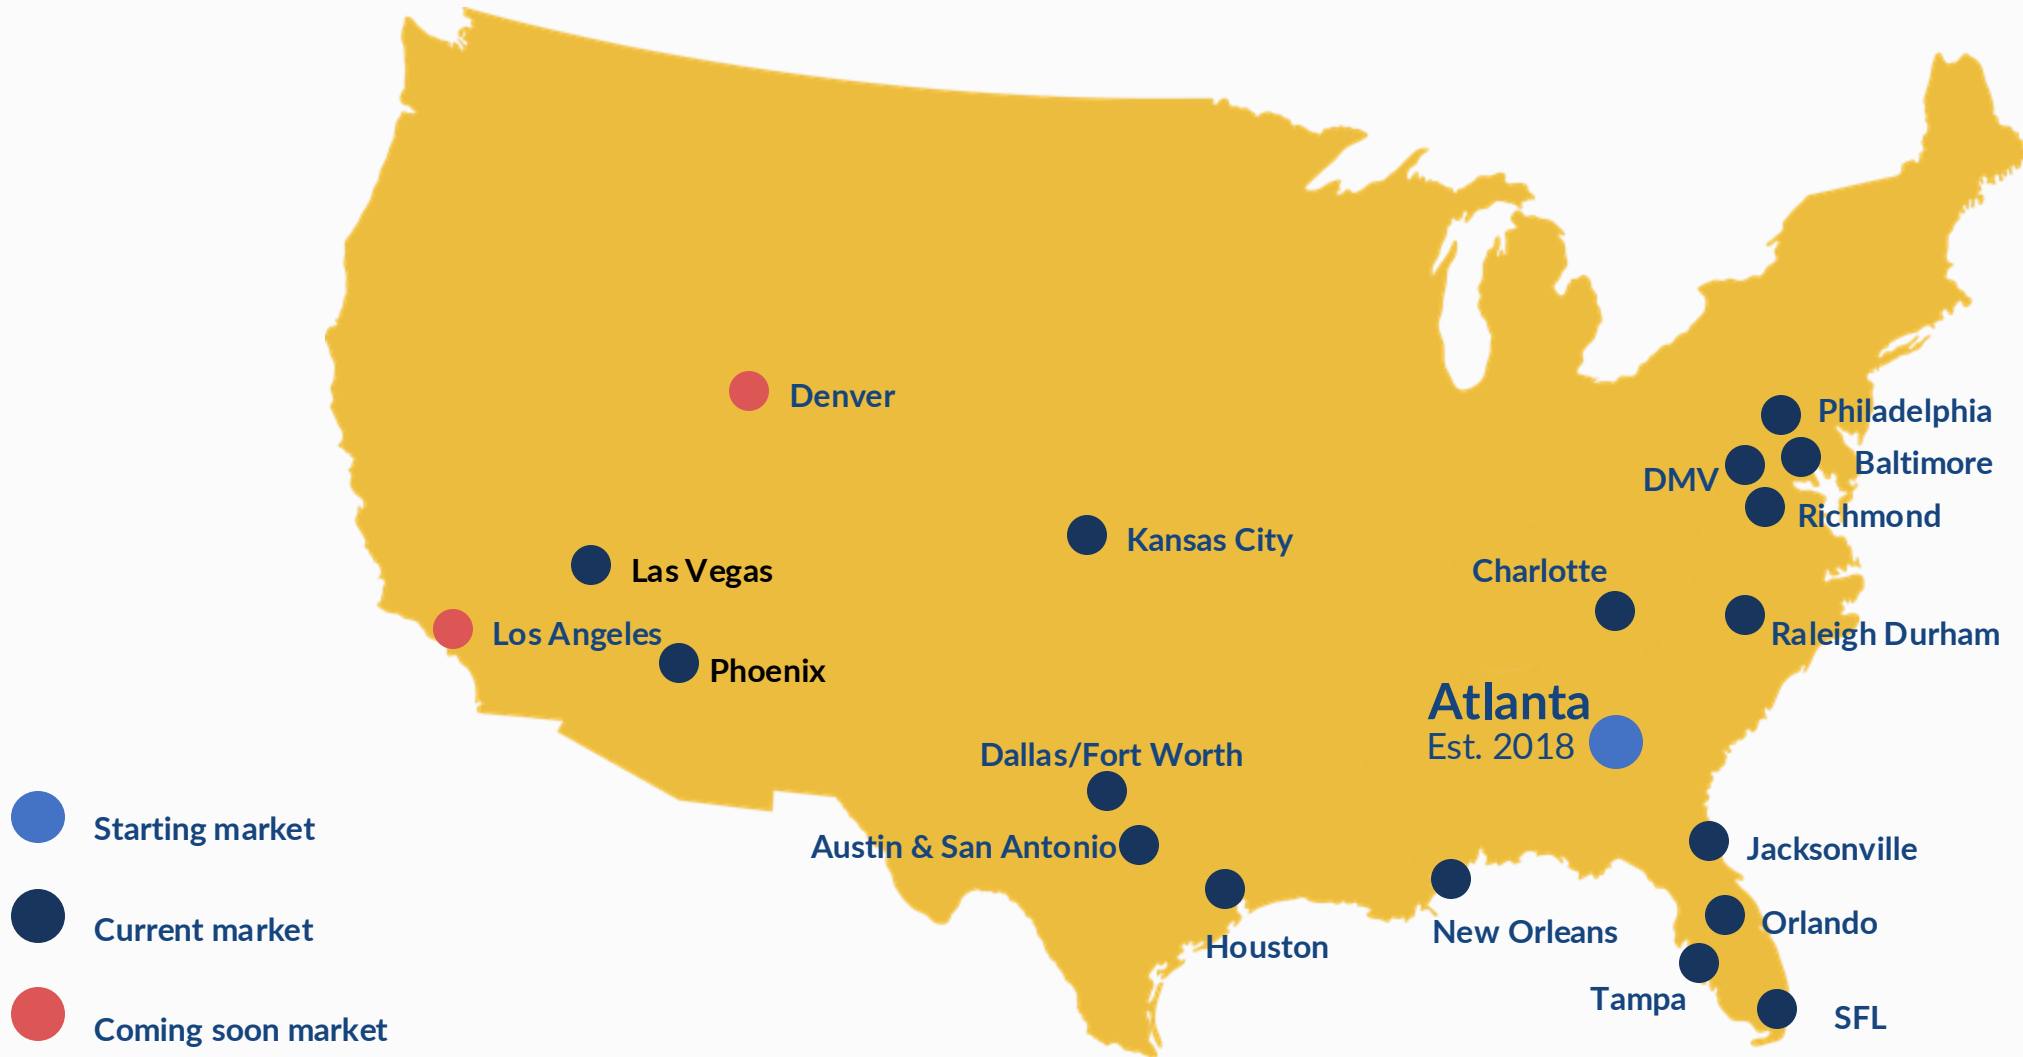 Denver
Philadelphia
Baltimore
DMV
Richmond
Kansas City
Las Vegas
Charlotte
Los Angeles
Raleigh Durham
Phoenix
Atlanta
Est. 2018
Dallas/Fort Worth
Austin & San Antonio
Jacksonville
Houston
New Orleans
Orlando
Tampa
SFL
Starting market
Current market
Coming soon market